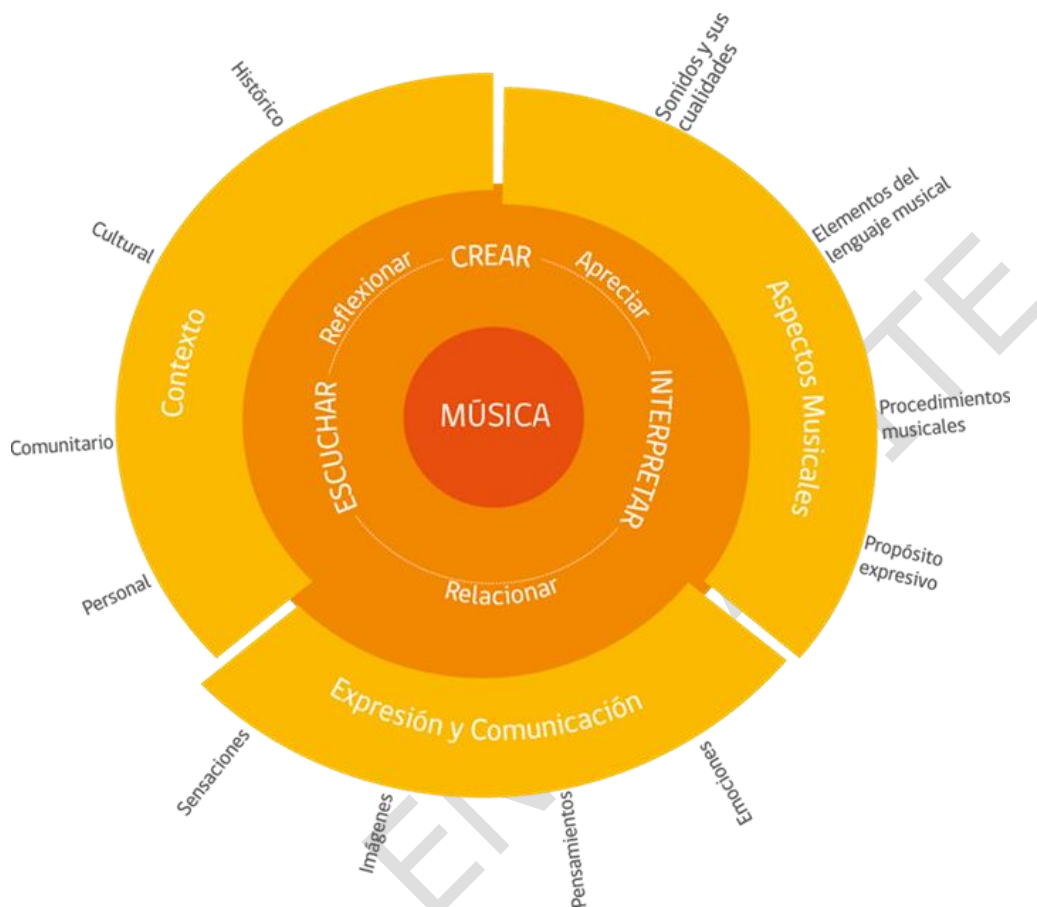 Histórico
Cultural
Comunitario
Personal
Contexto
Sonidos y sus
cualidades
Elementos del
lenguaje musical
Procedimientos
musicales
Propósito
expresivo
Aspectos Musicales
Reflexionar
CREAR
Apreciar
ESCUCHAR
MÚSICA
INTERPRETAR
Relacionar
Expresión y Comunicación
Sensaciones
Imágenes
Pensamientos
Emociones